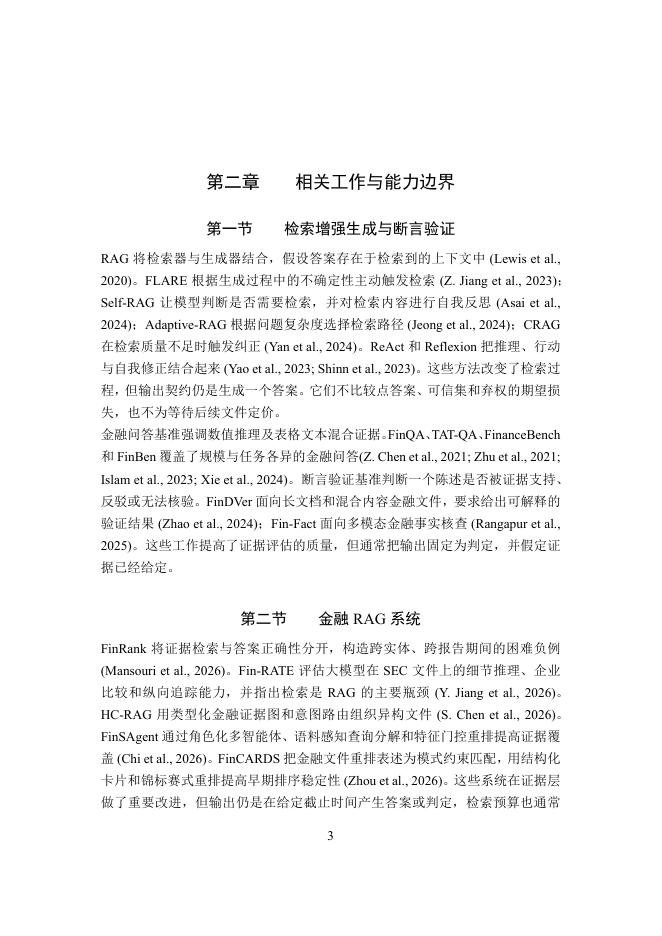 第二章　　相关工作与能力边界
第一节　　检索增强生成与断言验证
RAG 将检索器与生成器结合，假设答案存在于检索到的上下文中 (Lewis et al.,
2020)。FLARE 根据生成过程中的不确定性主动触发检索 (Z. Jiang et al., 2023)；
Self-RAG 让模型判断是否需要检索，并对检索内容进行自我反思 (Asai et al.,
2024)；Adaptive-RAG 根据问题复杂度选择检索路径 (Jeong et al., 2024)；CRAG
在检索质量不足时触发纠正 (Yan et al., 2024)。ReAct 和 Reflexion 把推理、行动
与自我修正结合起来 (Yao et al., 2023; Shinn et al., 2023)。这些方法改变了检索过
程，但输出契约仍是生成一个答案。它们不比较点答案、可信集和弃权的期望损
失，也不为等待后续文件定价。
金融问答基准强调数值推理及表格文本混合证据。FinQA、TAT-QA、FinanceBench
和 FinBen 覆盖了规模与任务各异的金融问答(Z. Chen et al., 2021; Zhu et al., 2021;
Islam et al., 2023; Xie et al., 2024)。断言验证基准判断一个陈述是否被证据支持、
反驳或无法核验。FinDVer 面向长文档和混合内容金融文件，要求给出可解释的
验证结果 (Zhao et al., 2024)；Fin-Fact 面向多模态金融事实核查 (Rangapur et al.,
2025)。这些工作提高了证据评估的质量，但通常把输出固定为判定，并假定证
据已经给定。
第二节　　金融 RAG 系统
FinRank 将证据检索与答案正确性分开，构造跨实体、跨报告期间的困难负例
(Mansouri et al., 2026)。Fin-RATE 评估大模型在 SEC 文件上的细节推理、企业
比较和纵向追踪能力，并指出检索是 RAG 的主要瓶颈 (Y. Jiang et al., 2026)。
HC-RAG 用类型化金融证据图和意图路由组织异构文件 (S. Chen et al., 2026)。
FinSAgent 通过角色化多智能体、语料感知查询分解和特征门控重排提高证据覆
盖 (Chi et al., 2026)。FinCARDS 把金融文件重排表述为模式约束匹配，用结构化
卡片和锦标赛式重排提高早期排序稳定性 (Zhou et al., 2026)。这些系统在证据层
做了重要改进，但输出仍是在给定截止时间产生答案或判定，检索预算也通常
3